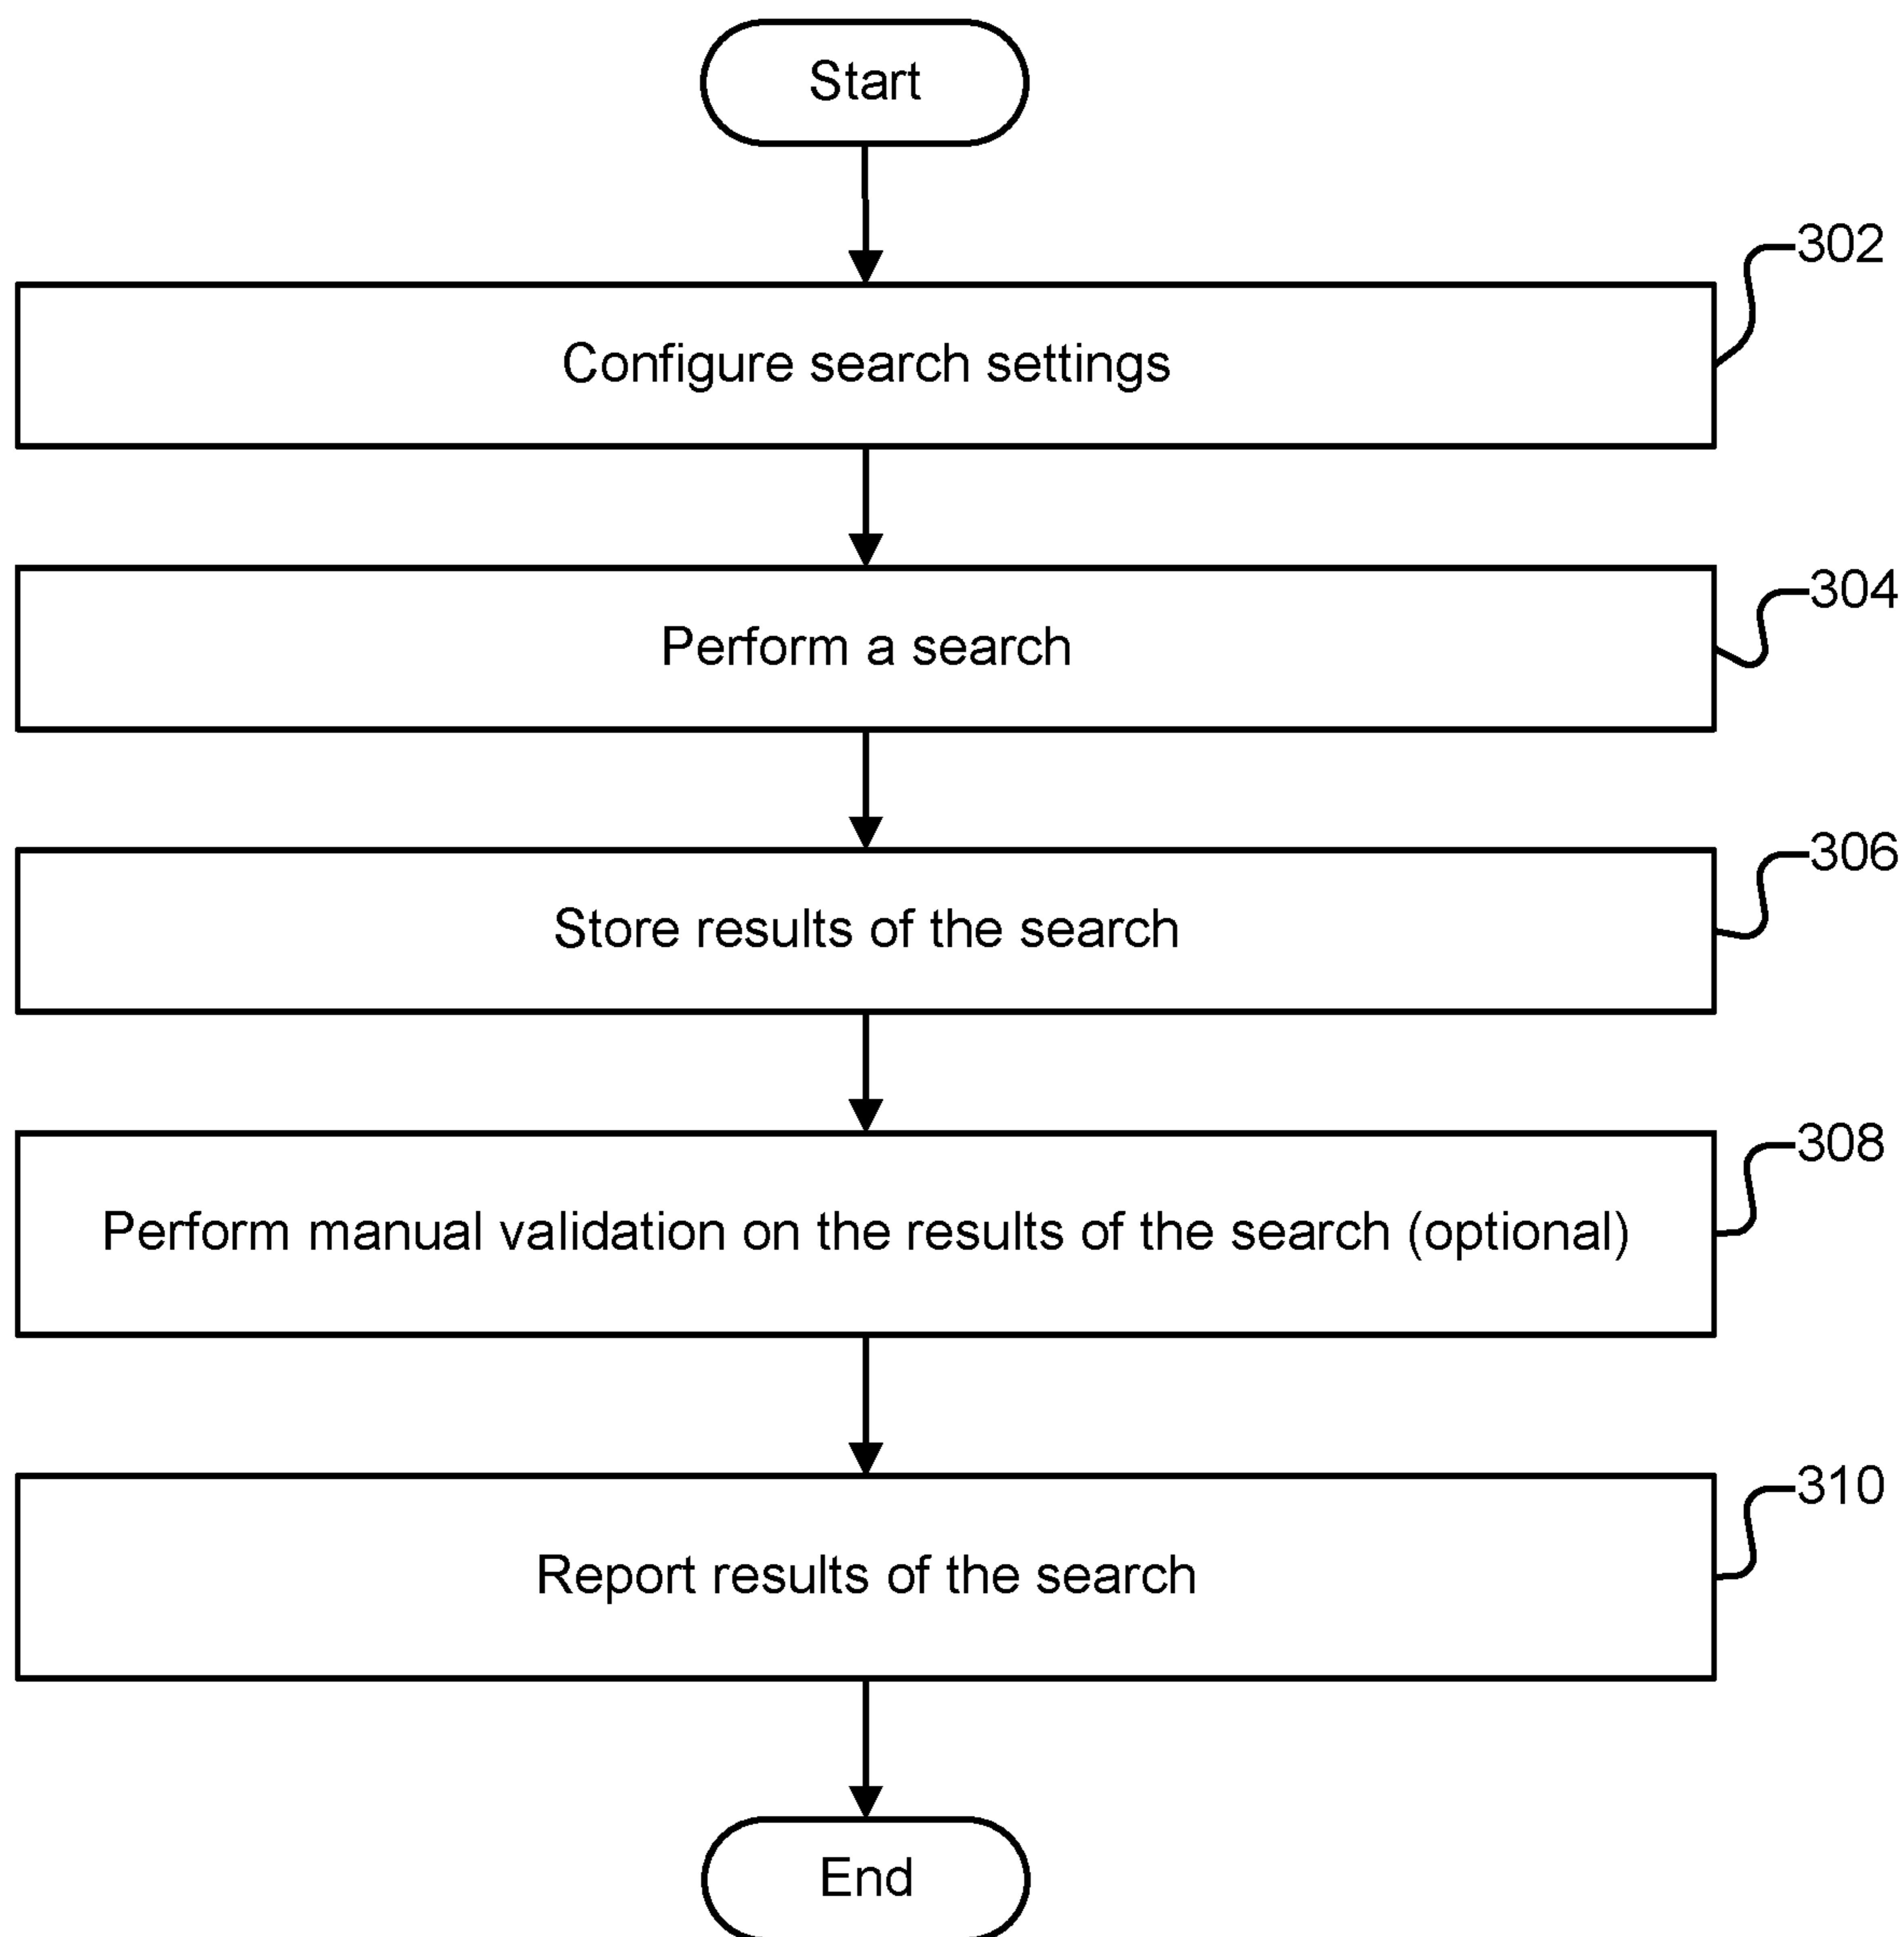 Start
302
Configure search settings
304
Perform a search
306
Store results of the search
308
Perform manual validation on the results of the search (optional)
310
Report results of the search
End